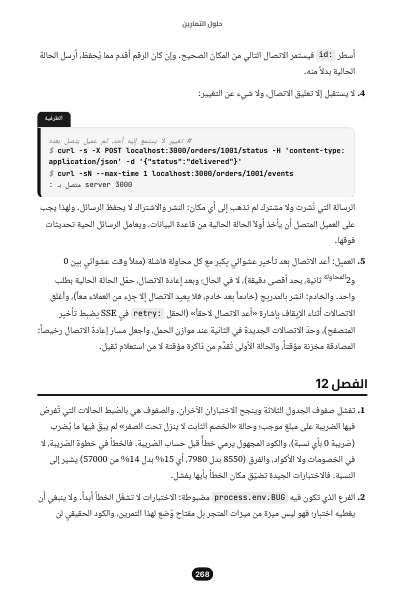 حلول التمارين
أسطر id: فيستمر الاتصال التالي من المكان الصحيح. وإن كان الرقم أقدم مما يُحفظ، أرسل الحالة
الحالية بدلاً منه.
4. لا يستقبل إلا تعليق الاتصال، ولا شيء عن التغيير:
الطرفية
# تغيير لا يستمع إليه أحد، ثم عميل يتصل بعده
$ curl -s -X POST localhost:3000/orders/1001/status -H 'content-type:
application/json' -d '{"status":"delivered"}'
$ curl -sN --max-time 1 localhost:3000/orders/1001/events
: متصل بـ server 3000
الرسالة التي نُشرت ولا مشترك لم تذهب إلى أي مكان: النشر والاشتراك لا يحفظ الرسائل. ولهذا يجب
على العميل المتصل أن يأخذ أولاً الحالة الحالية من قاعدة البيانات، ويعامل الرسائل الحية تحديثات
فوقها.
5. العميل: أعد الاتصال بعد تأخير عشوائي يكبر مع كل محاولة فاشلة (مثلاً وقت عشوائي بين 0
و2المحاولة ثانية، بحد أقصى دقيقة)، لا في الحال؛ وبعد إعادة الاتصال، حمّل الحالة الحالية بطلب
واحد. والخادم: انشر بالتدريج (خادماً بعد خادم، فلا يعيد الاتصال إلا جزء من العملاء معاً)، وأغلق
الاتصالات أثناء الإيقاف بإشارة «أعد الاتصال لاحقاً» (الحقل retry: في SSE يضبط تأخير
المتصفح)، وحدّ الاتصالات الجديدة في الثانية عند موازن الحمل، واجعل مسار إعادة الاتصال رخيصاً:
المصادقة مخزنة مؤقتاً، والحالة الأولى تُقدَّم من ذاكرة مؤقتة لا من استعلام ثقيل.
الفصل 12
1. تفشل صفوف الجدول الثلاثة وينجح الاختباران الآخران. والصفوف هي بالضبط الحالات التي تُفرض
فيها الضريبة على مبلغ موجب؛ وحالة «الخصم الثابت لا ينزل تحت الصفر» لم يبقَ فيها ما يُضرب
(ضريبة 0 بأي نسبة)، والكود المجهول يرمي خطأً قبل حساب الضريبة. فالخطأ في خطوة الضريبة، لا
في الخصومات ولا الأكواد، والفرق (8550 بدل 7980، أي 15% بدل 14% من 57000) يشير إلى
النسبة. فالاختبارات الجيدة تضيّق مكان الخطأ بأيها يفشل.
2. الفرع الذي تكون فيه process.env.BUG مضبوطة: الاختبارات لا تشغّل الخطأ أبداً. ولا ينبغي أن
يغطيه اختبار؛ فهو ليس ميزة من ميزات المتجر بل مفتاح وُضع لهذا التمرين، والكود الحقيقي لن
268